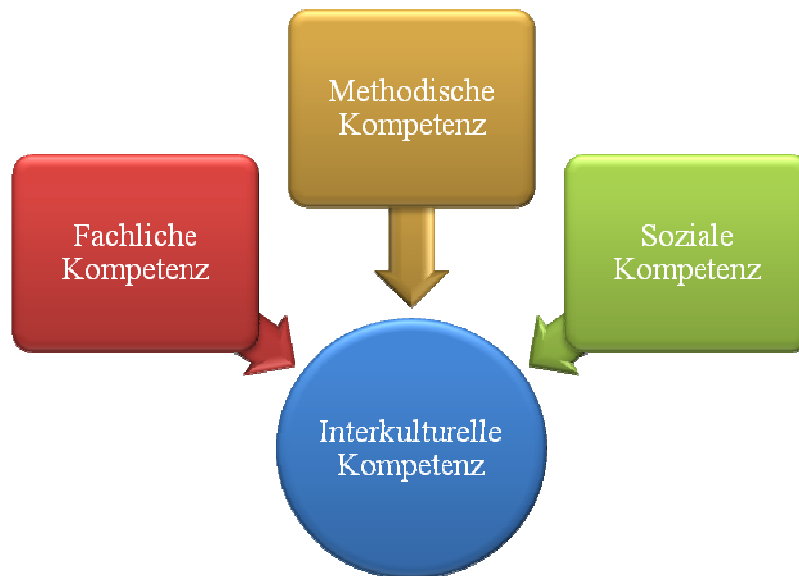 Methodische
Kompetenz
Fachliche
Kompetenz
Soziale
Kompetenz
Interkulturelle
Kompetenz